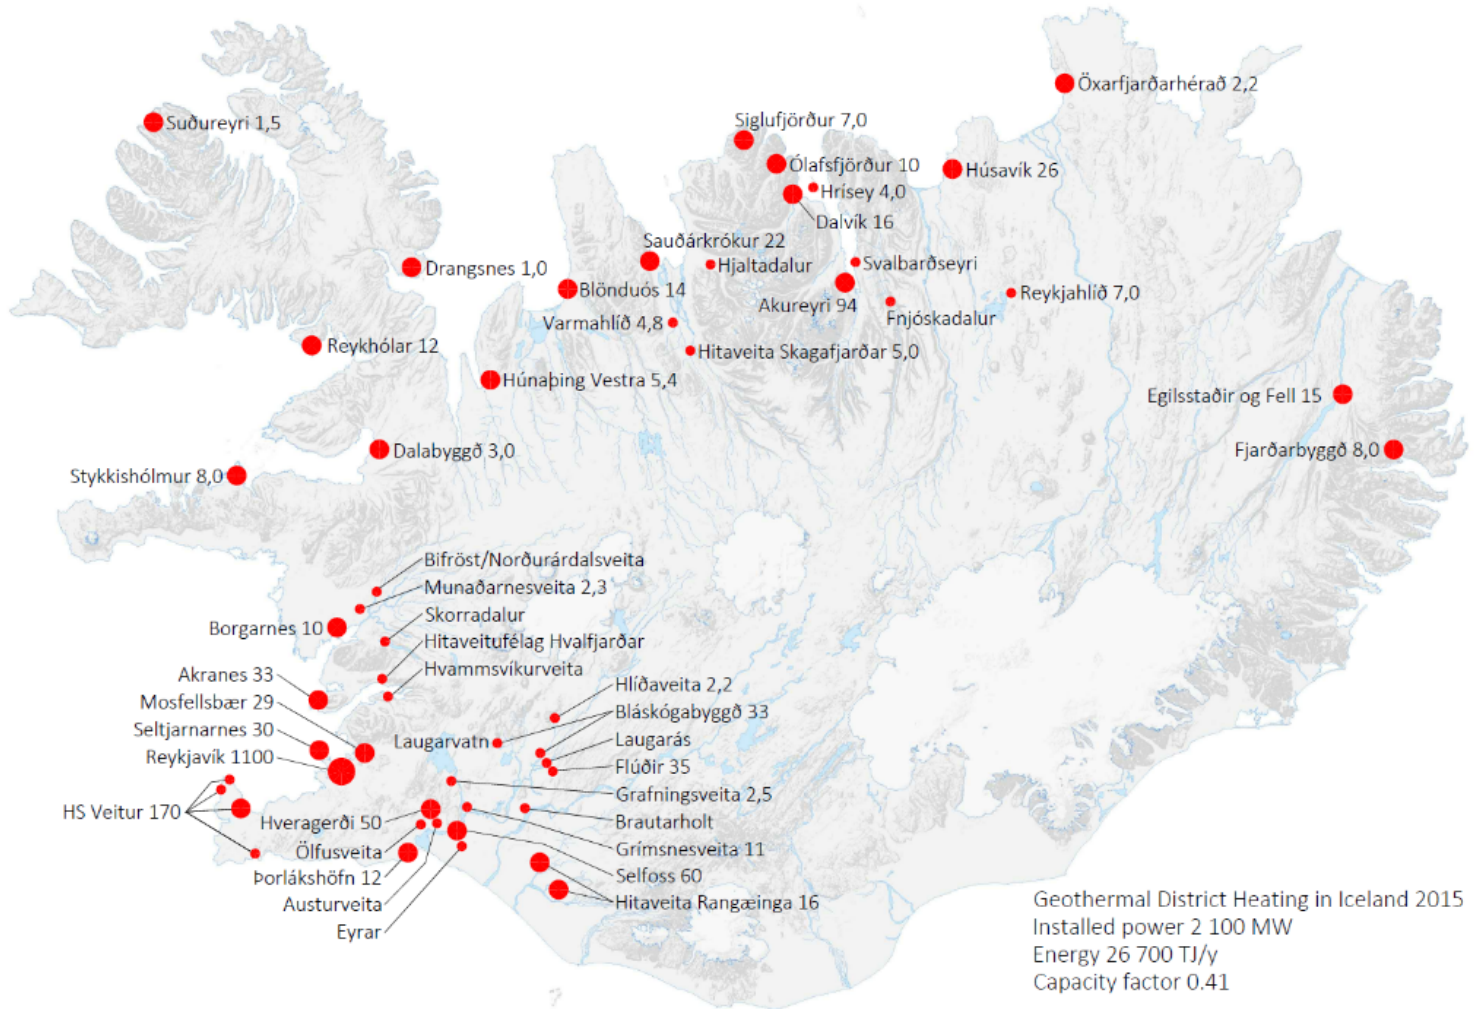 Öxarfjarðarhérað 2,2
Suðureyri 1,5
Siglufjörður 7,0
Ólafsfjörður 10
Húsavík 26
Hrísey 4,0
Dalvík 16
Sauðárkrókur 22
Hjaltadalur
Svalbarðseyri
Drangsnes 1,0
Blönduós 14
Akureyri 94
Reykjahlíð 7,0
Fnjóskadalur
Varmahlíð 4,8
Reykhólar 12
Hitaveita Skagafjarðar 5,0
Húnaþing Vestra 5,4
Egilsstaðir og Fell 15
Dalabyggð 3,0
Fjarðarbyggð 8,0
Stykkishólmur 8,0
Bifröst/Norðurárdalsveita
Munaðarnesveita 2,3
Skorradalur
Borgarnes 10
Hitaveitufélag Hvalfjarðar
Hvammsvíkurveita
Akranes 33
Mosfellsbær 29
Seltjarnarnes 30
Reykjavík 1100
Hlíðaveita 2,2
Bláskógabyggð 33
Laugarvatn
Laugarás
Flúðir 35
Grafningsveita 2,5
HS Veitur 170
Hveragerði 50
Brautarholt
Ölfusveita
Grímsnesveita 11
Þorlákshöfn 12
Selfoss 60
Austurveita
Hitaveita Rangæinga 16
Eyrar
Geothermal District Heating in Iceland 2015
Installed power 2 100 MW
Energy 26 700 TJ/y
Capacity factor 0.41